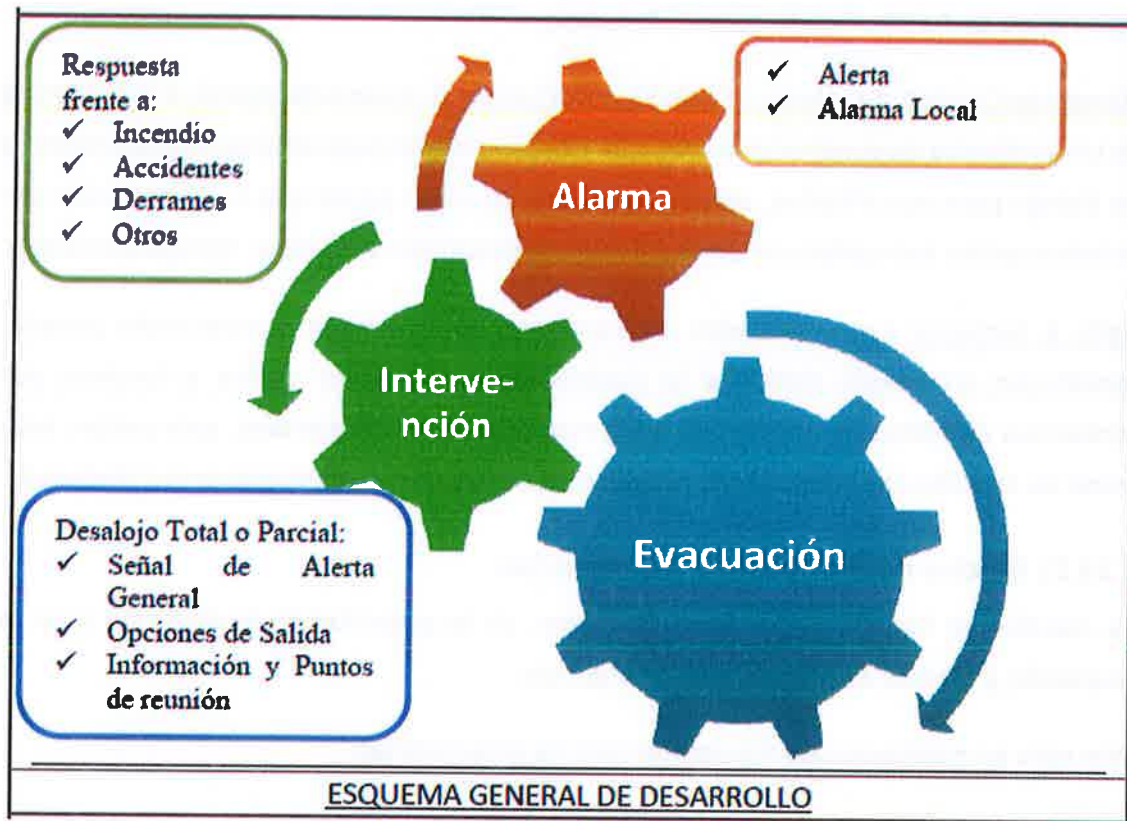 Respuesta
frente a:
✓ Incendio
✓ Accidentes
✓ Derrames
✓ Otros
✓ Alerta
✓ Alarma Local
Alarma
Interve-
nción
Evacuación
Desalojo Total o Parcial:
✓ Señal de Alerta
General
✓ Opciones de Salida
✓ Información y Puntos
de reunión
ESQUEMA GENERAL DE DESARROLLO